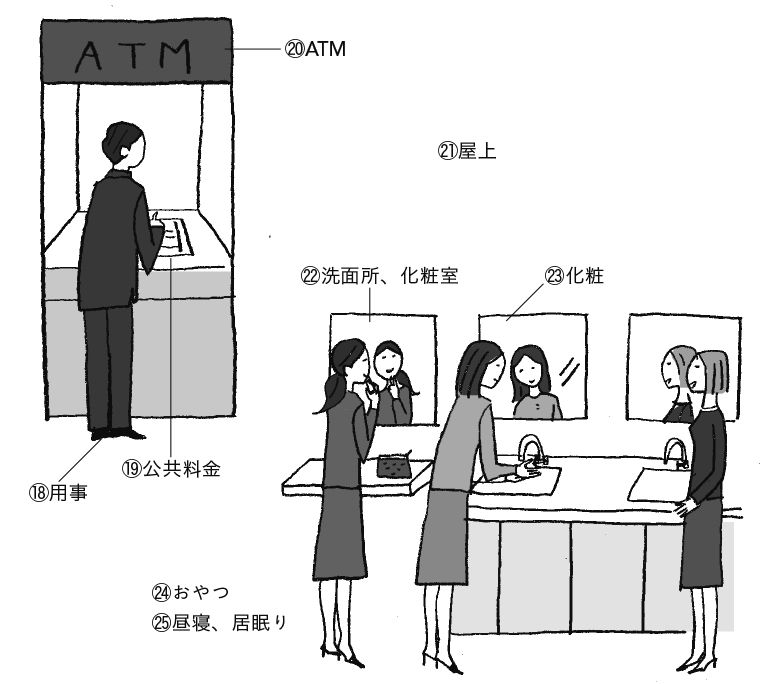 ATM
⑳ATM
㉑屋上
㉒洗面所、化粧室
㉓化粧
⑲公共料金
⑱用事
㉔おやつ
㉕昼寝、居眠り